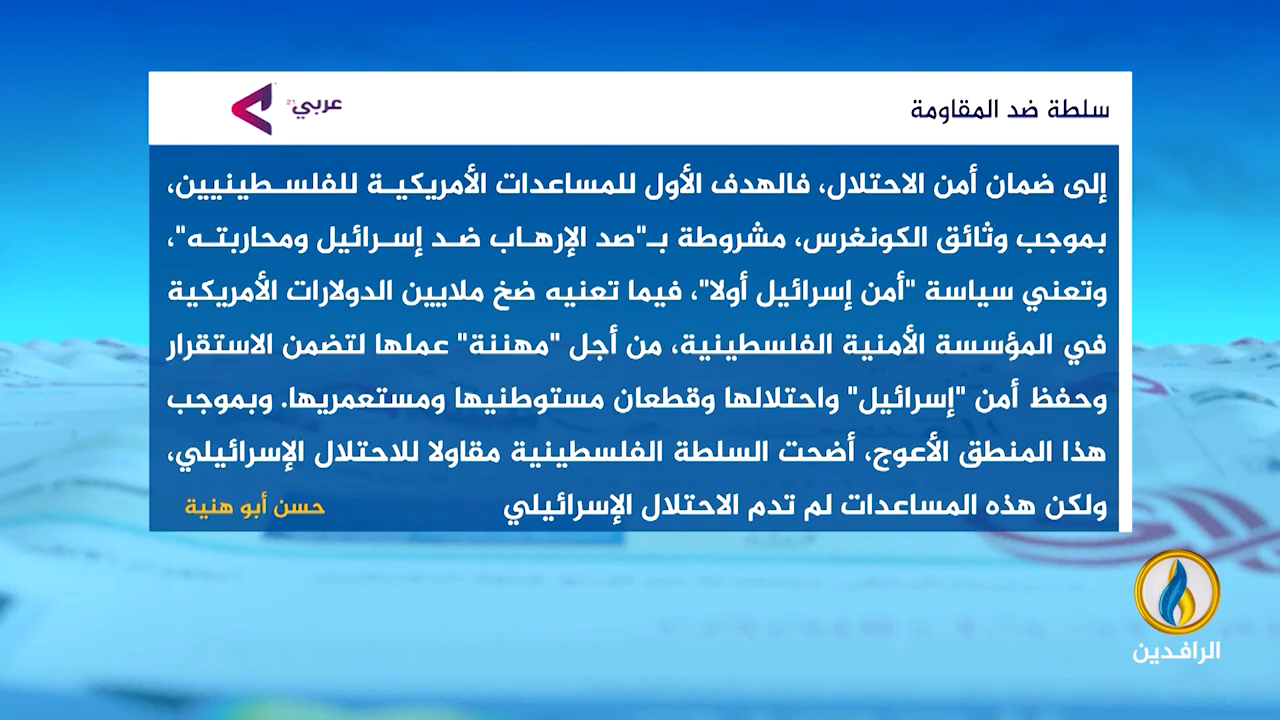 سلطة ضد المقاومة
عربي21
إلى ضمان أمن الاحتلال، فالهدف الأول للمساعدات الأمريكية للفلسطينيين،
بموجب وثائق الكونغرس، مشروطة بـ"صد الإرهاب ضد إسرائيل ومحاربته"،
وتعني سياسة "أمن إسرائيل أولا"، فيما تعنيه ضخ ملايين الدولارات الأمريكية
في المؤسسة الأمنية الفلسطينية، من أجل "مهننة" عملها لتضمن الاستقرار
وحفظ أمن "إسرائيل" واحتلالها وقطعان مستوطنيها ومستعمريها. وبموجب
هذا المنطق الأعوج، أضحت السلطة الفلسطينية مقاولا للاحتلال الإسرائيلي،
ولكن هذه المساعدات لم تدم الاحتلال الإسرائيلي
حسن أبو هنية
الرافدين